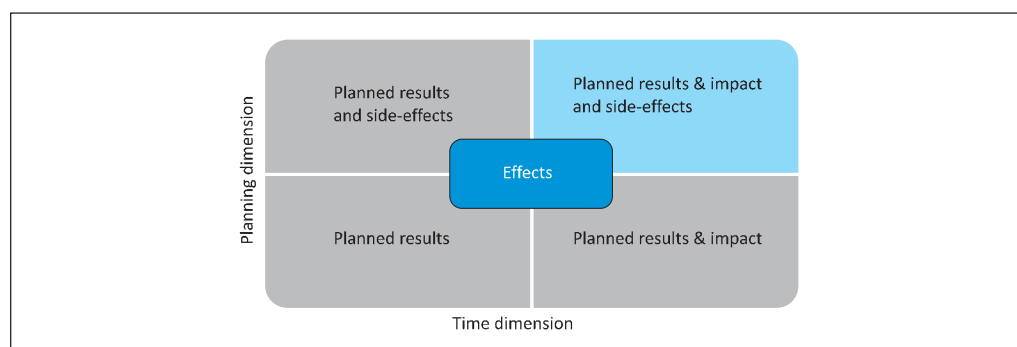 Planned results
and side-effects
Planned results & impact
and side-effects
Effects
Planned results
Planned results & impact
Planning dimension
Time dimension